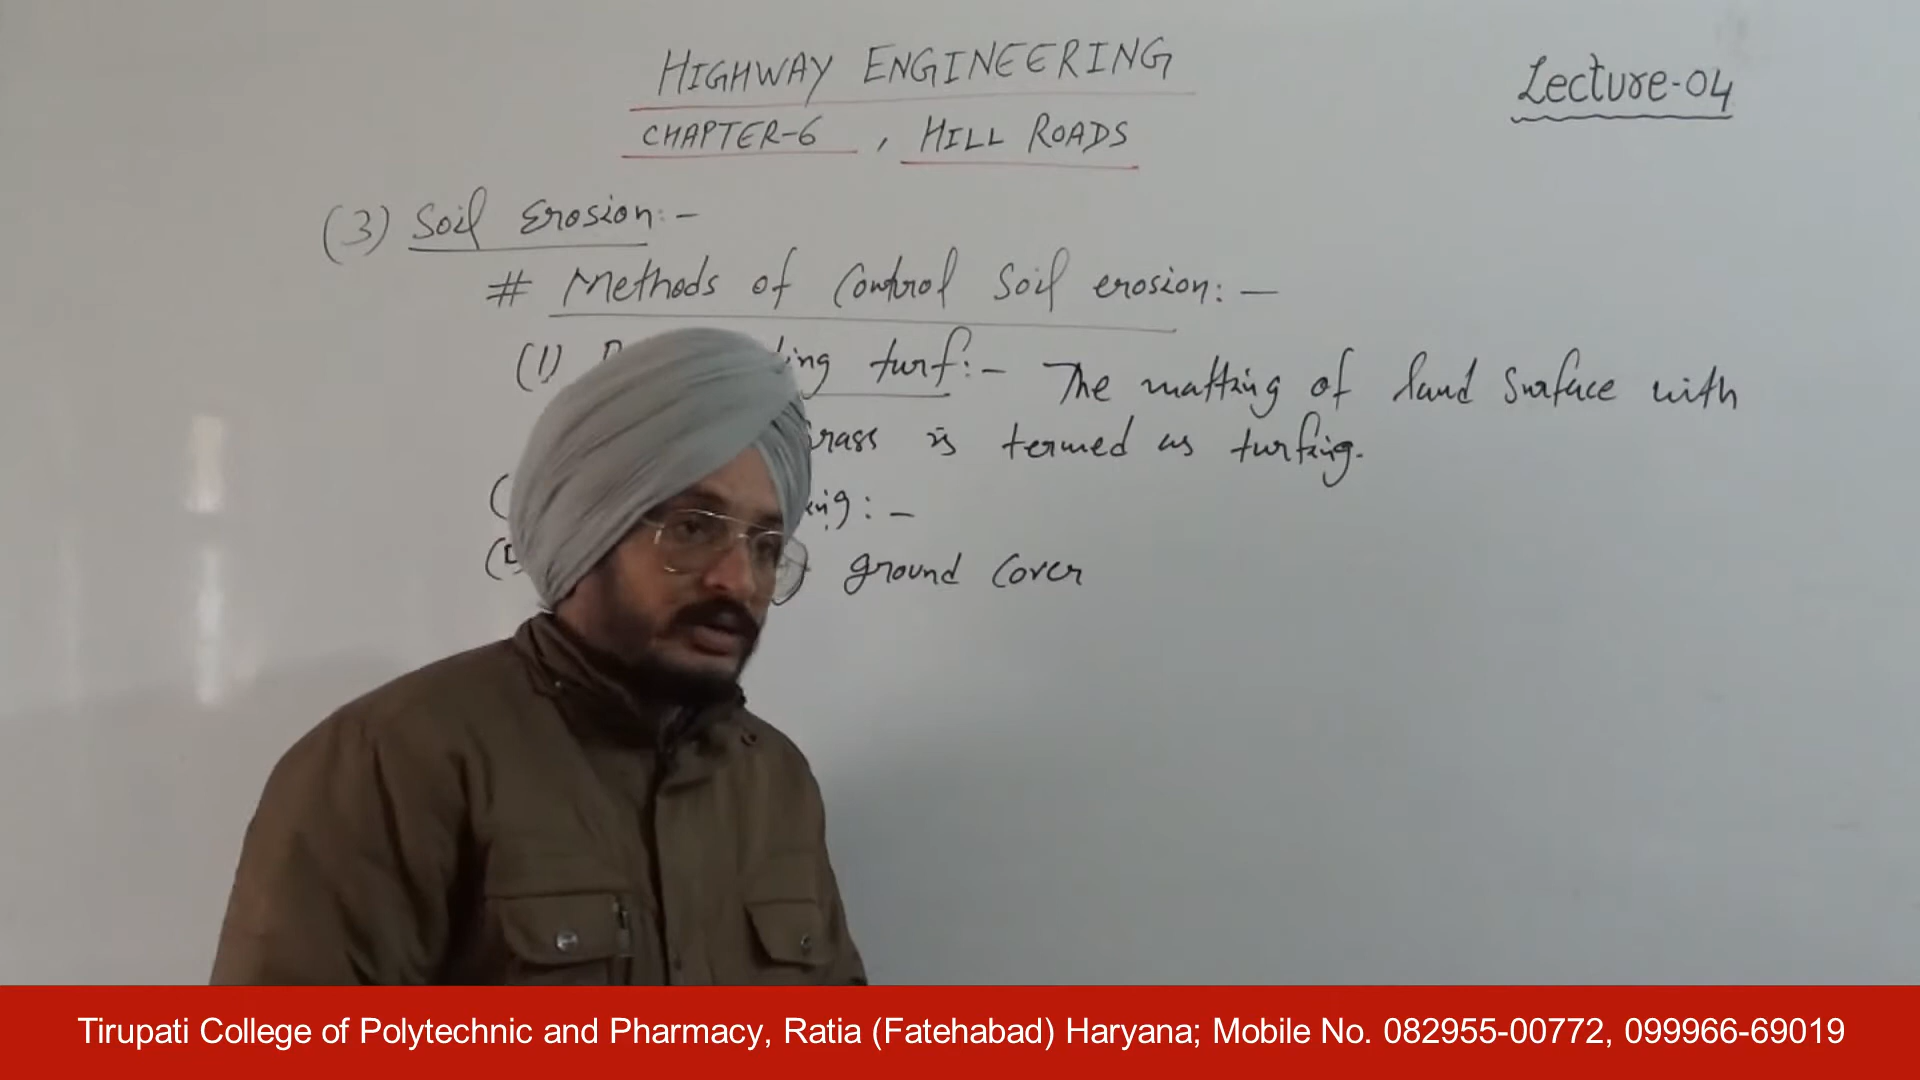 HIGHWAY ENGINEERING
Lecture-04
CHAPTER-6 , HILL ROADS
(3) Soil Erosion:-
# Methods of Control Soil erosion:-
(1) turf:- The matting of land Surface with
is termed as turfing.
ground Cover
Tirupati College of Polytechnic and Pharmacy, Ratia (Fatehabad) Haryana; Mobile No. 082955-00772, 099966-69019